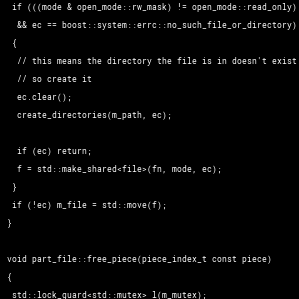 if (((mode & open_mode::rw_mask) != open_mode::read_only)
&& ec == boost::system::errc::no_such_file_or_directory)
{
// this means the directory the file is in doesn't exist
// so create it
ec.clear();
create_directories(m_path, ec);
if (ec) return;
f = std::make_shared<file>(fn, mode, ec);
}
if (!ec) m_file = std::move(f);
}
void part_file::free_piece(piece_index_t const piece)
{
std::lock_guard<std::mutex> l(m_mutex);